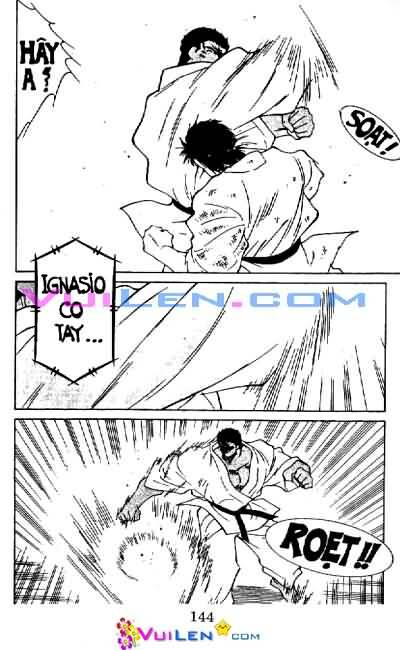 HÂY
A?
SOẠT!
IGNASIO
CO
TAY...
VUILEN.COM
ROẸT!!
144
VUILEN
.COM